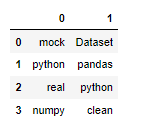 0 1
0 mock Dataset
1 python pandas
2 real python
3 numpy clean